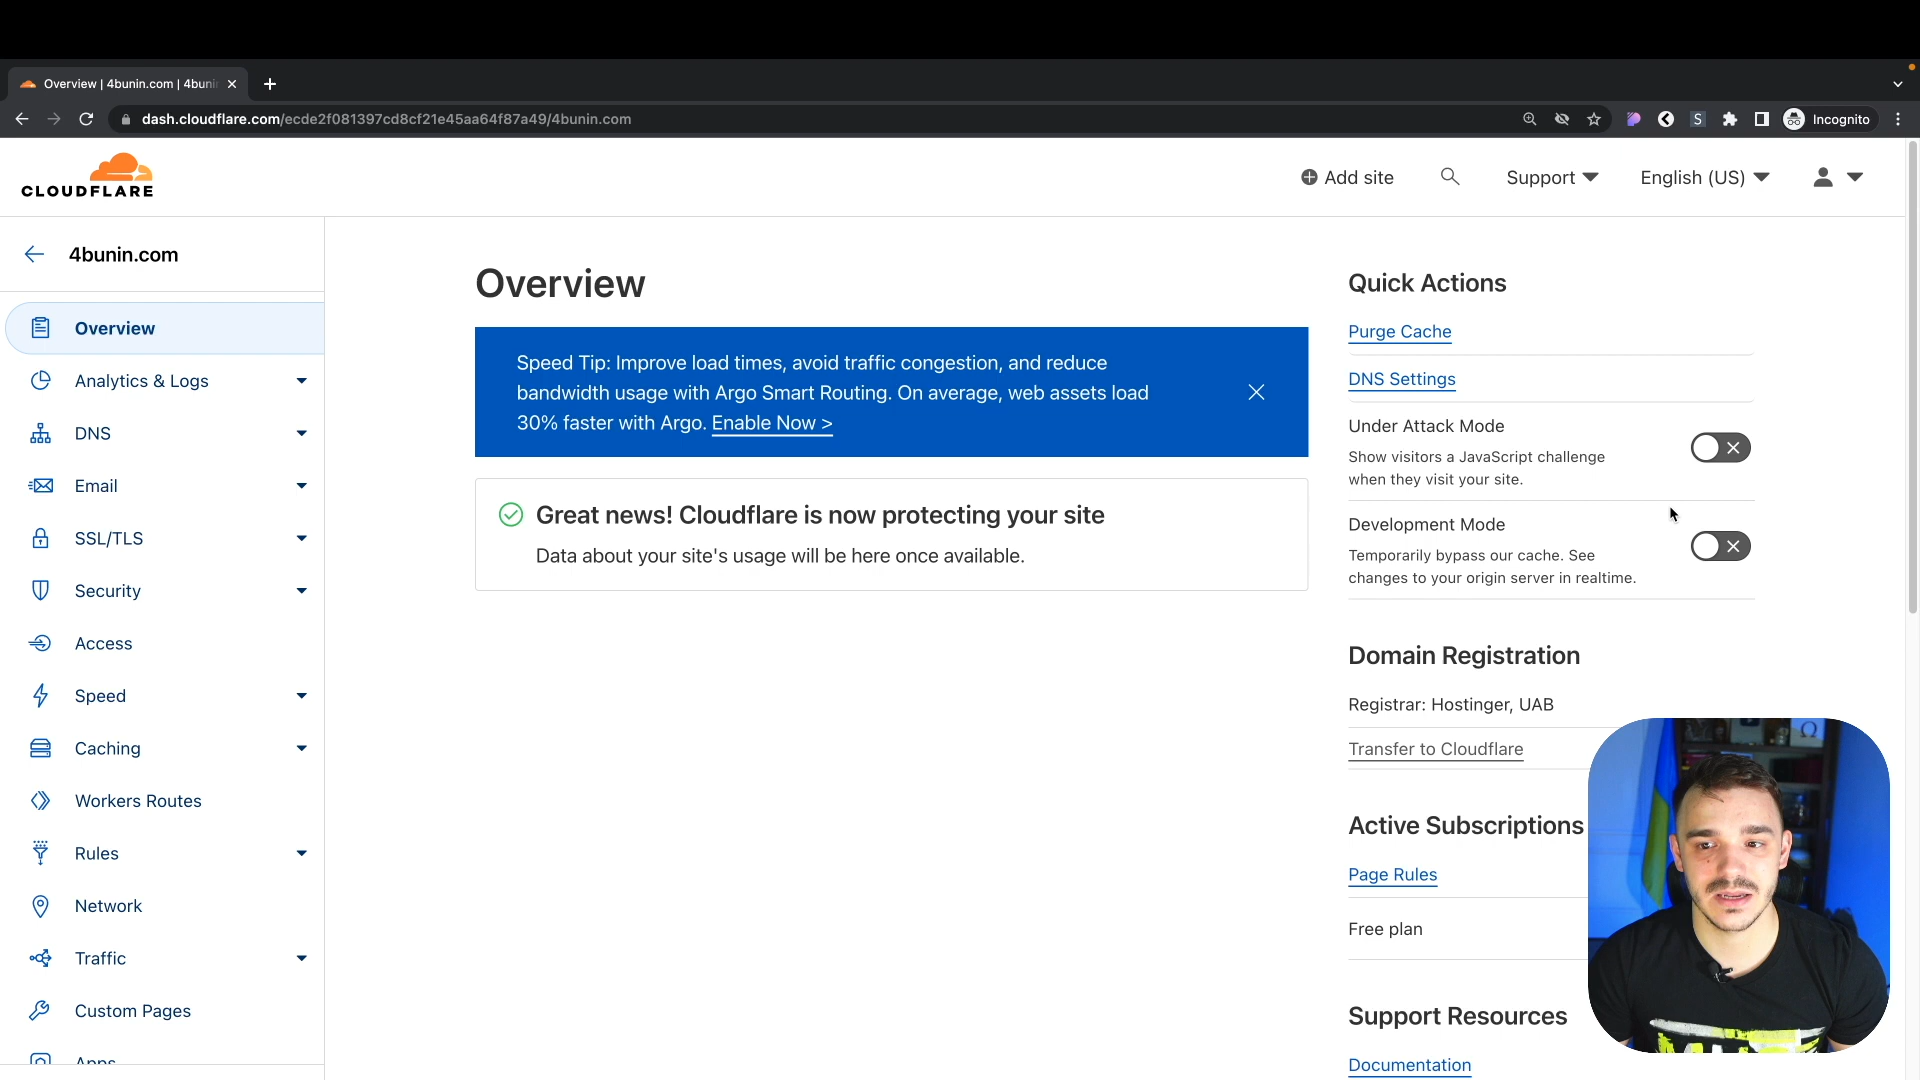 Overview | 4bunin.com | 4buni
dash.cloudflare.com/ecde2f081397cd8cf21e45aa64f87a49/4bunin.com
S
Incognito
CLOUDFLARE
Add site
Support
English (US)
4bunin.com
Overview
Analytics & Logs
DNS
Email
SSL/TLS
Security
Access
Speed
Caching
Workers Routes
Rules
Network
Traffic
Custom Pages
Apps
Overview
Speed Tip: Improve load times, avoid traffic congestion, and reduce
bandwidth usage with Argo Smart Routing. On average, web assets load
30% faster with Argo. Enable Now >
Great news! Cloudflare is now protecting your site
Data about your site's usage will be here once available.
Quick Actions
Purge Cache
DNS Settings
Under Attack Mode
Show visitors a JavaScript challenge
when they visit your site.
Development Mode
Temporarily bypass our cache. See
changes to your origin server in realtime.
Domain Registration
Registrar: Hostinger, UAB
Transfer to Cloudflare
Active Subscriptions
Page Rules
Free plan
Support Resources
Documentation